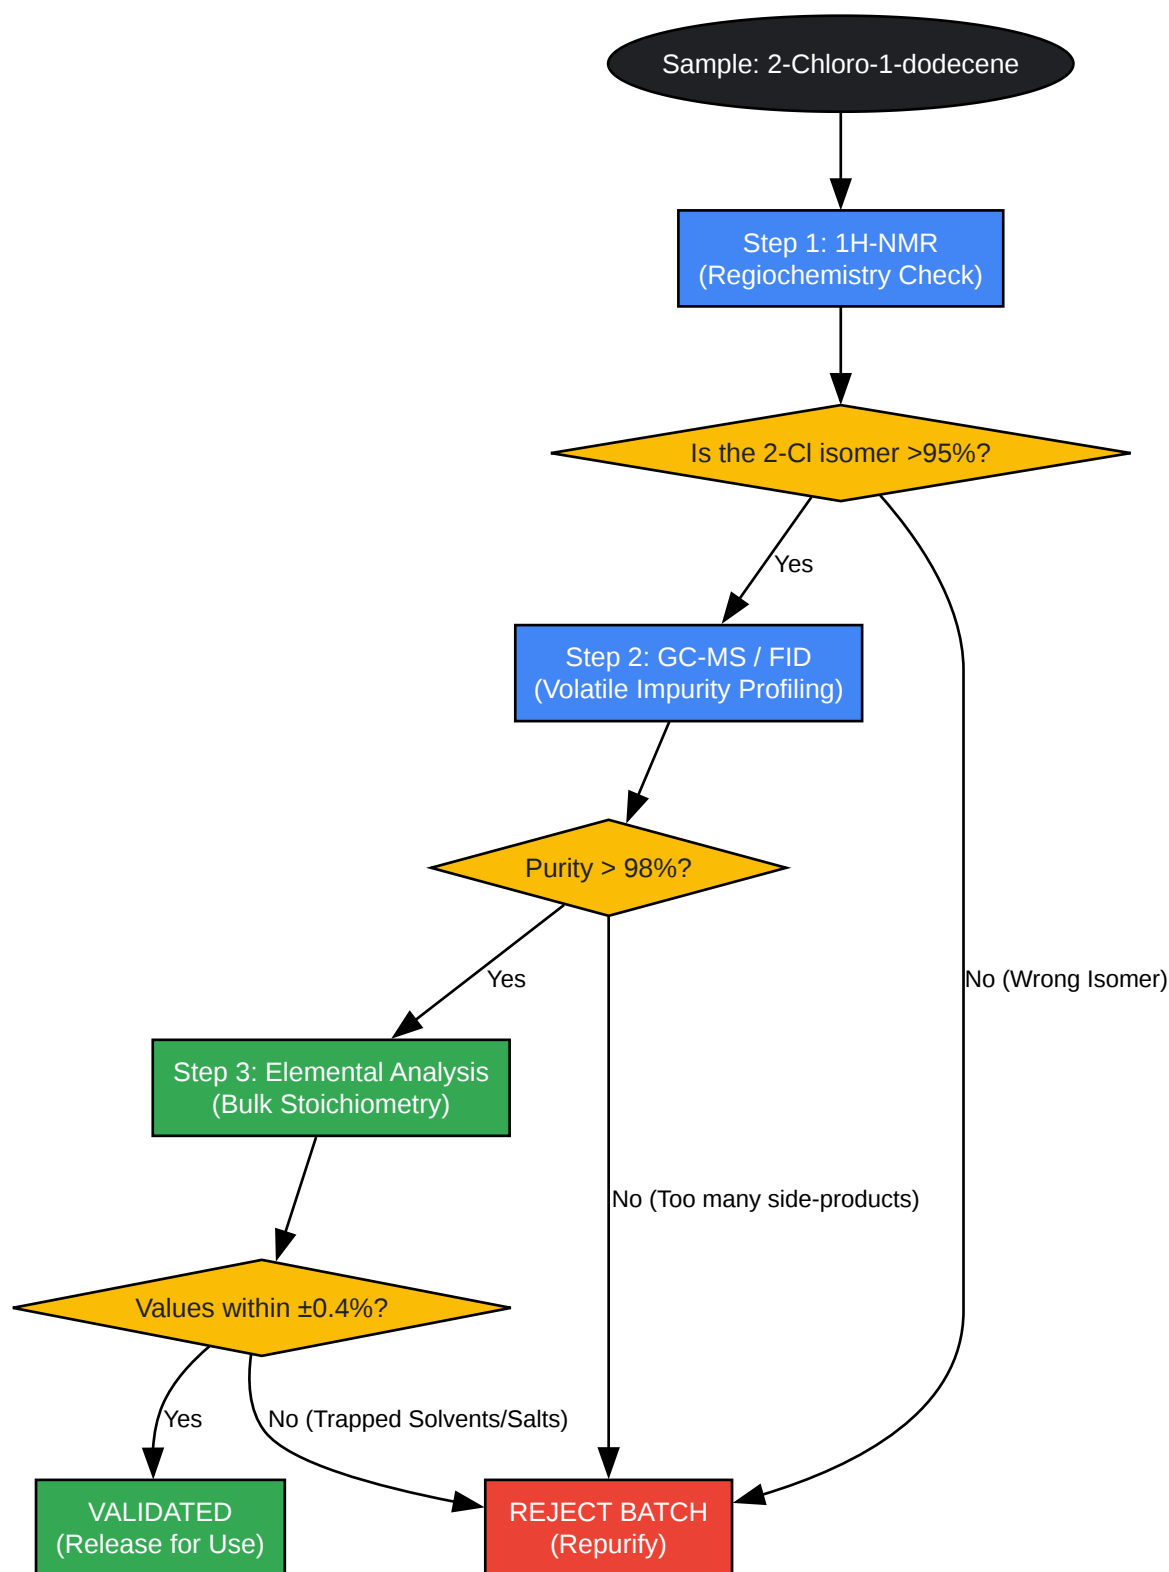 Sample: 2-Chloro-1-dodecene
Step 1: 1H-NMR
(Regiochemistry Check)
Is the 2-Cl isomer >95%?
Yes
Step 2: GC-MS / FID
(Volatile Impurity Profiling)
Purity > 98%?
Yes
No (Wrong Isomer)
Step 3: Elemental Analysis
(Bulk Stoichiometry)
No (Too many side-products)
Values within ±0.4%?
Yes
No (Trapped Solvents/Salts)
VALIDATED
(Release for Use)
REJECT BATCH
(Repurify)